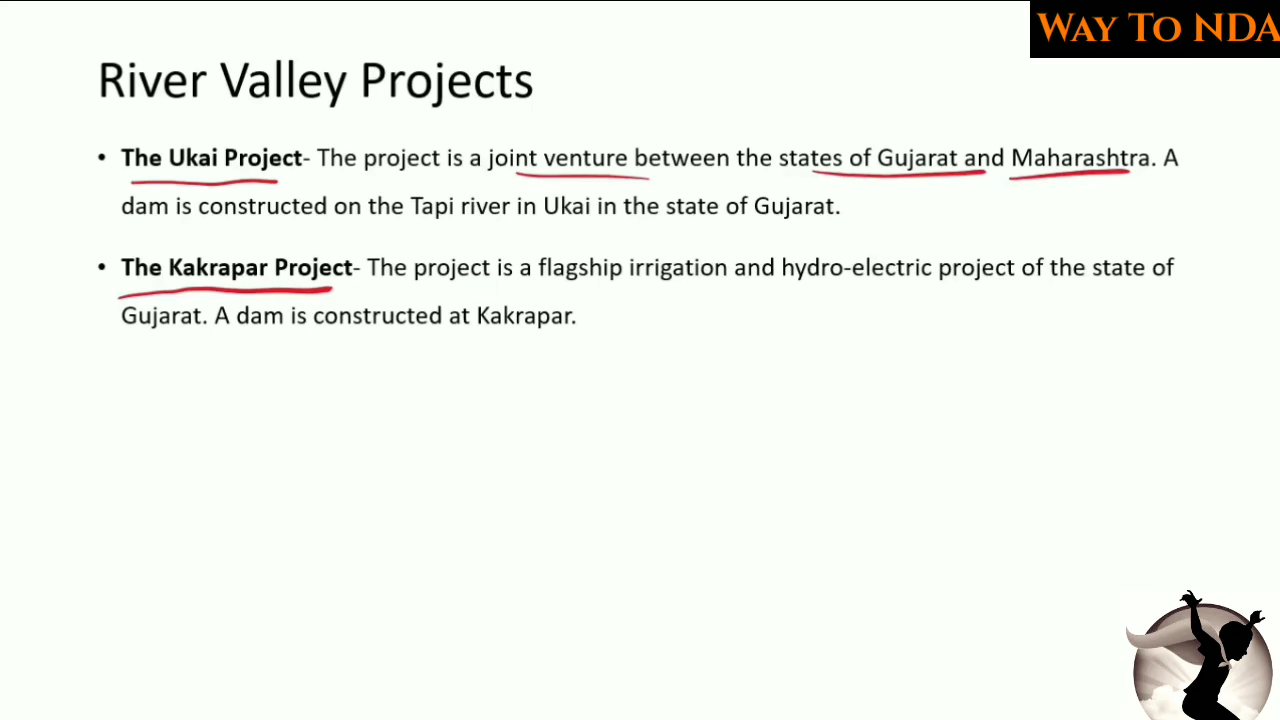 WAY TO NDA
River Valley Projects
• The Ukai Project- The project is a joint venture between the states of Gujarat and Maharashtra. A
dam is constructed on the Tapi river in Ukai in the state of Gujarat.
• The Kakrapar Project- The project is a flagship irrigation and hydro-electric project of the state of
Gujarat. A dam is constructed at Kakrapar.